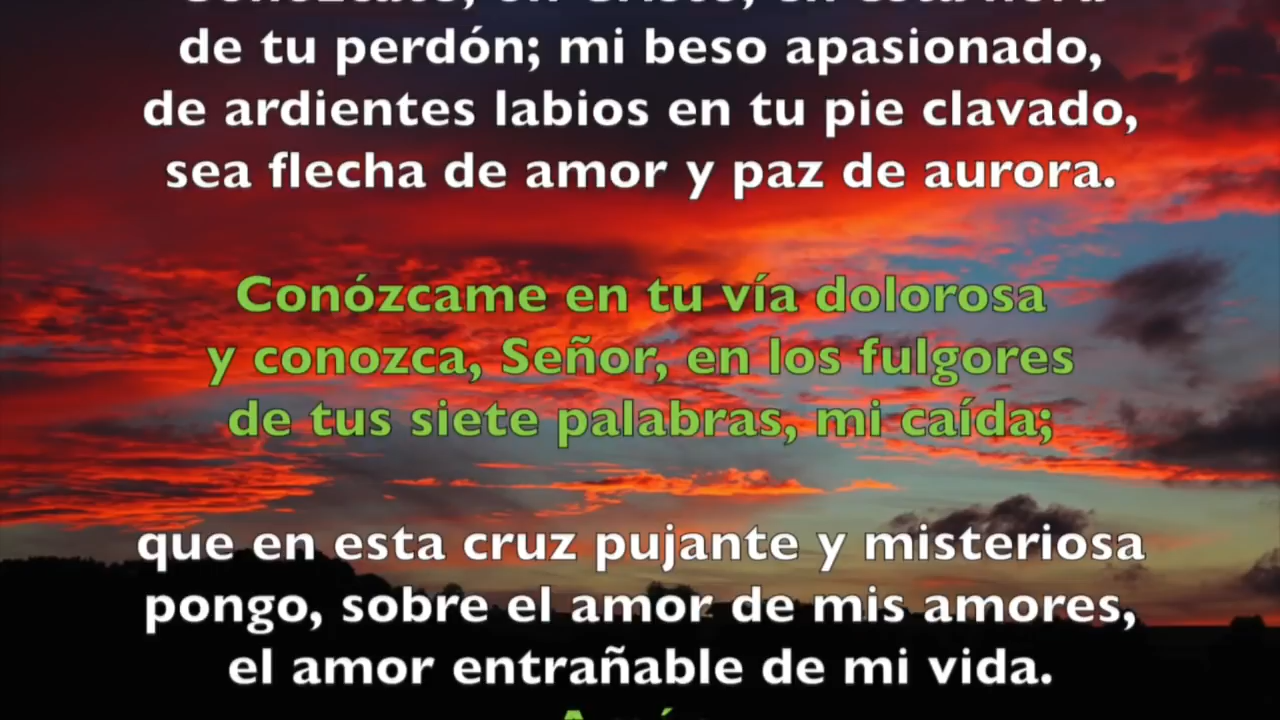 de tu perdón; mi beso apasionado,
de ardientes labios en tu pie clavado,
sea flecha de amor y paz de aurora.
Conózcame en tu vía dolorosa
y conozca, Señor, en los fulgores
de tus siete palabras, mi caída;
que en esta cruz pujante y misteriosa
pongo, sobre el amor de mis amores,
el amor entrañable de mi vida.